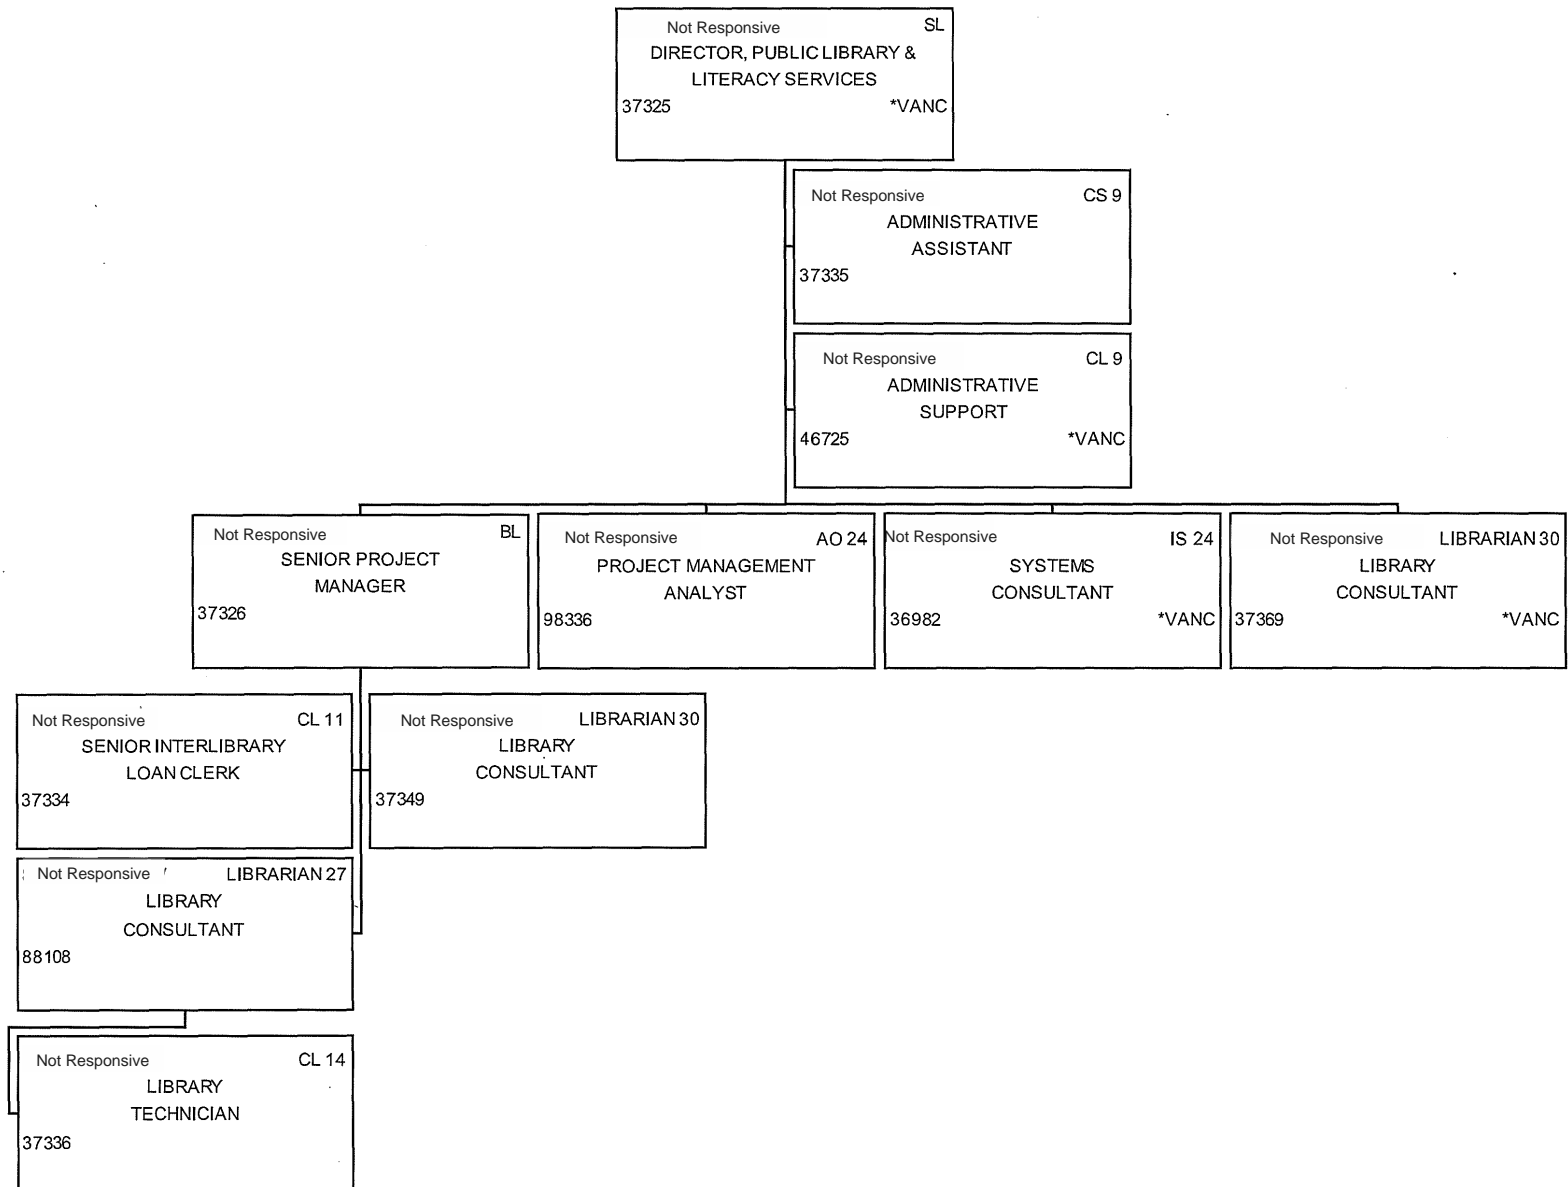 Not Responsive SL
DIRECTOR, PUBLIC LIBRARY &
LITERACY SERVICES
37325 *VANC
Not Responsive CS 9
ADMINISTRATIVE
ASSISTANT
37335
Not Responsive CL 9
ADMINISTRATIVE
SUPPORT
46725 *VANC
Not Responsive BL
SENIOR PROJECT
MANAGER
37326
Not Responsive AO 24
PROJECT MANAGEMENT
ANALYST
98336
Not Responsive IS 24
SYSTEMS
CONSULTANT
36982 *VANC
Not Responsive LIBRARIAN 30
LIBRARY
CONSULTANT
37369 *VANC
Not Responsive CL 11
SENIOR INTERLIBRARY
LOAN CLERK
37334
Not Responsive LIBRARIAN 30
LIBRARY
CONSULTANT
37349
Not Responsive LIBRARIAN 27
LIBRARY
CONSULTANT
88108
Not Responsive CL 14
LIBRARY
TECHNICIAN
37336